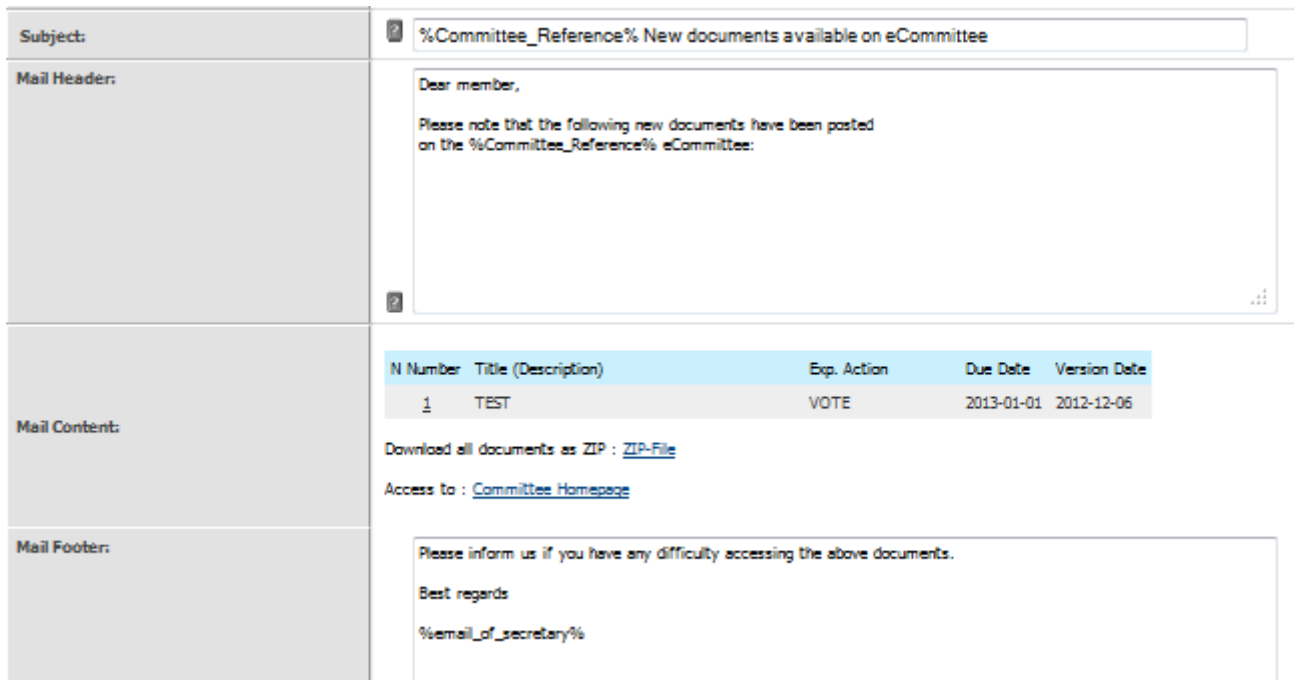 Subject:
%Committee_Reference% New documents available on eCommittee
Mail Header:
Dear member,
Please note that the following new documents have been posted
on the %Committee_Reference% eCommittee:
N Number Title (Description) Exp. Action Due Date Version Date
1 TEST VOTE 2013-01-01 2012-12-06
Mail Content:
Download all documents as ZIP : ZIP-File
Access to : Committee Homepage
Mail Footer:
Please inform us if you have any difficulty accessing the above documents.
Best regards
%email_of_secretary%